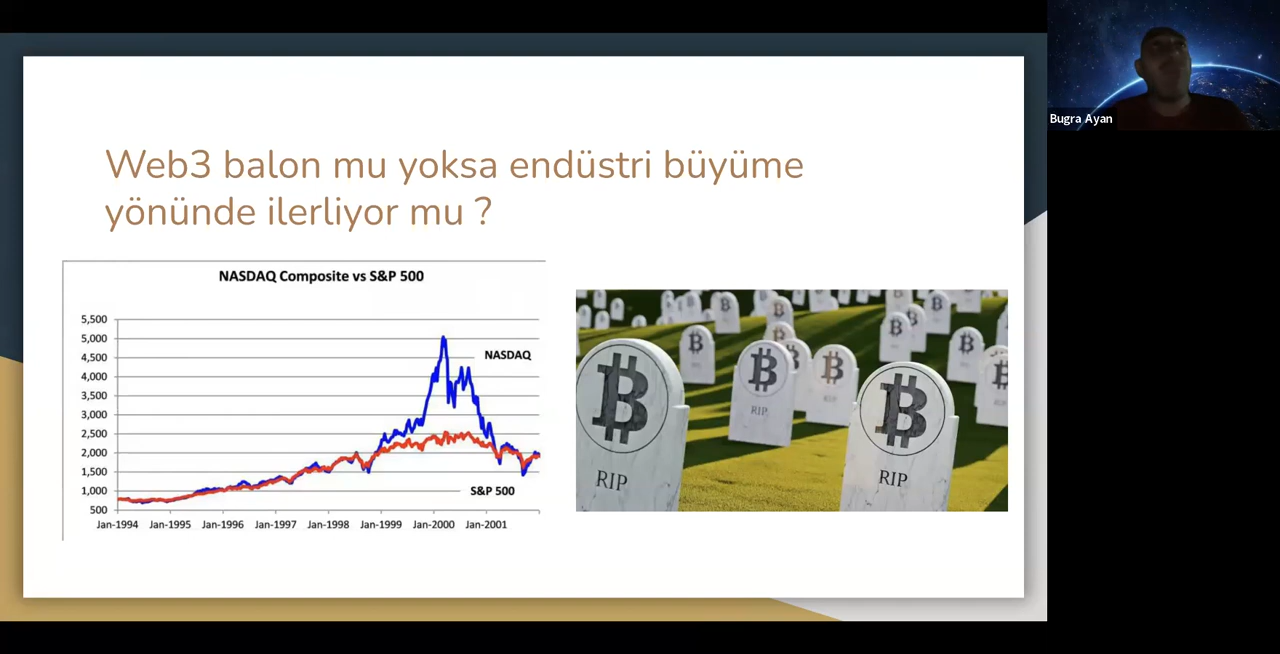 Bugra Ayan
Web3 balon mu yoksa endüstri büyüme
yönünde ilerliyor mu ?
NASDAQ Composite vs S&P 500
5,500
5,000
4,500
4,000
3,500
3,000
2,500
2,000
1,500
1,000
500
NASDAQ
S&P 500
Jan-1994 Jan-1995 Jan-1996 Jan-1997 Jan-1998 Jan-1999 Jan-2000 Jan-2001
RIP
RIP
RIP
RIP